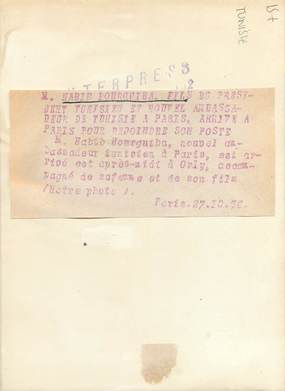 15+
TUNISIE
INTERPRESS
M. HABIB BOURGUIBA, FILS DU PRESI-
DENT TUNISIEN ET NOUVEL AMBASSA-
DEUR DE TUNISIE A PARIS, ARRIVE A
PARIS POUR REJOINDRE SON POSTE
M. Habib Bourguiba, nouvel am-
bassadeur tunisien à Paris, est ar-
rivé cet après-midi à Orly, accom-
pagné de sa femme et de son fils
(Notre photo ).
Paris.27.10.